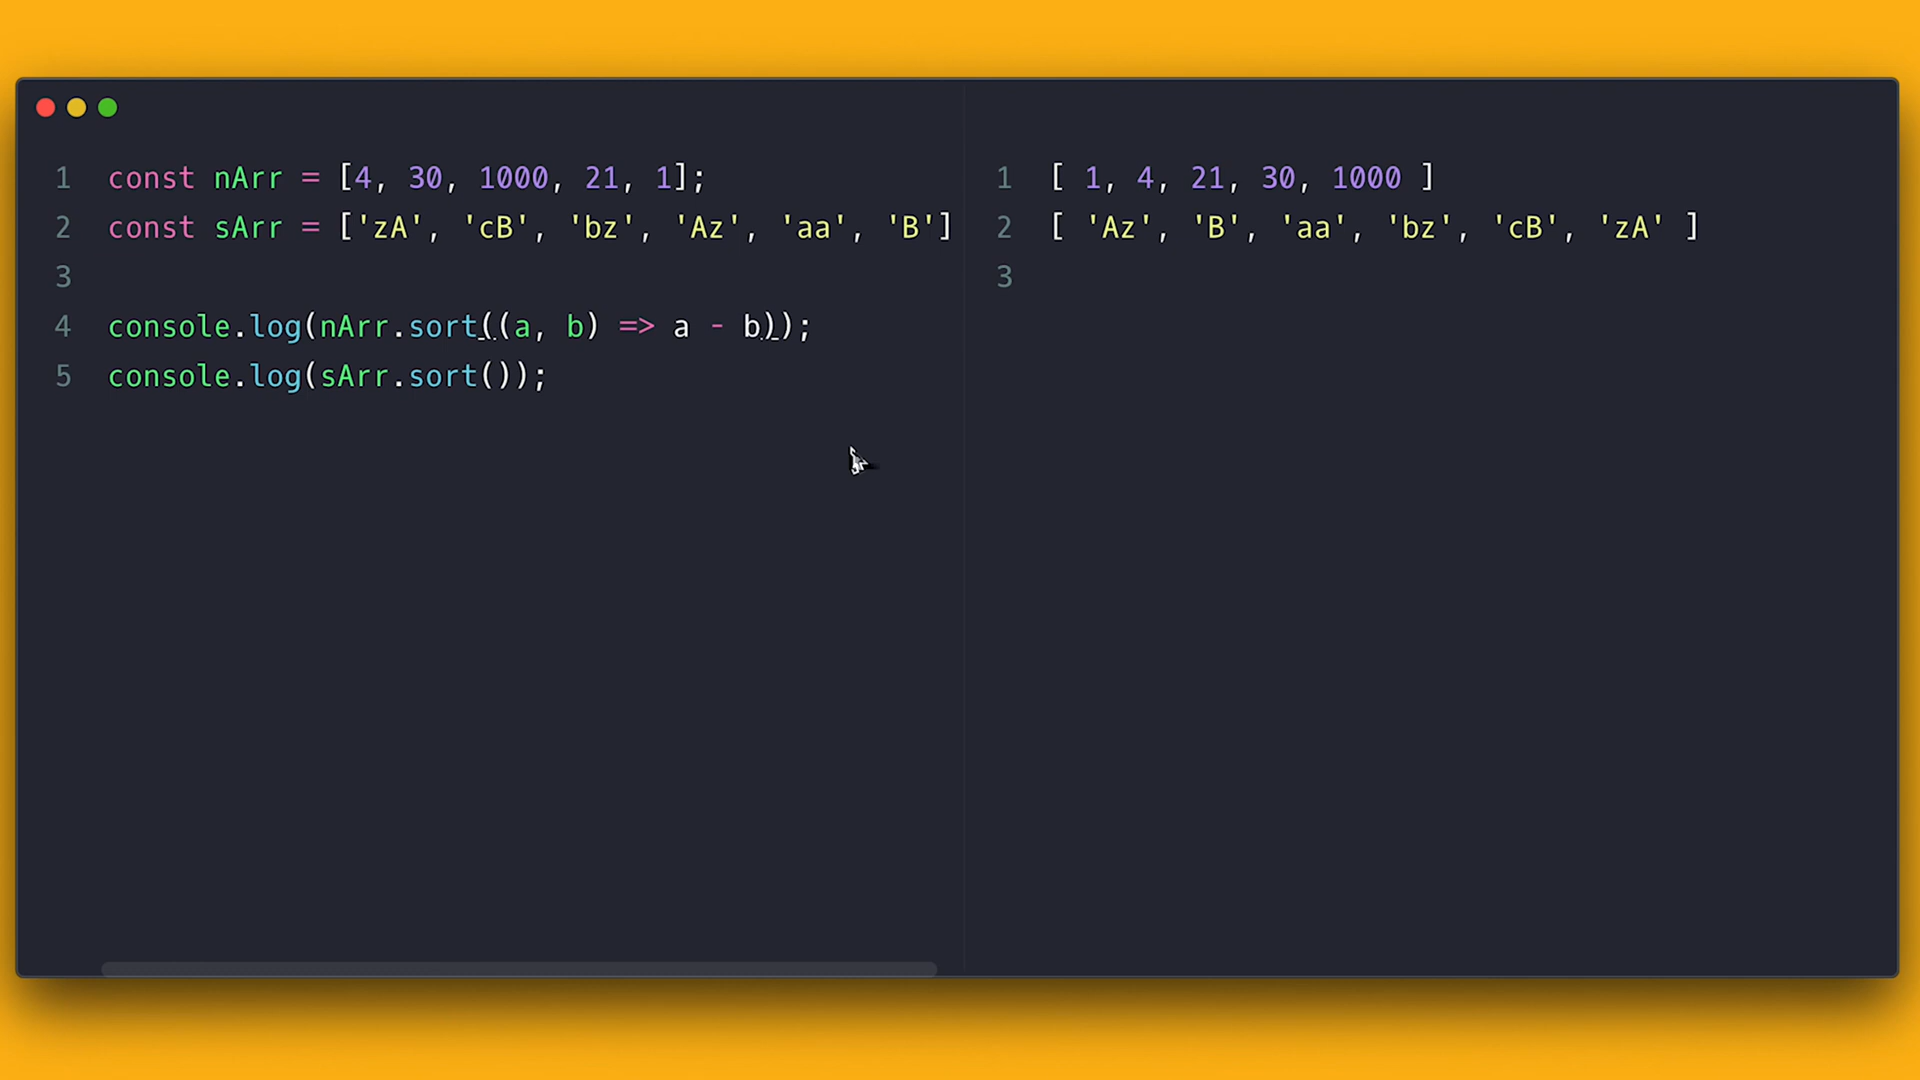 1 const nArr = [4, 30, 1000, 21, 1];
2 const sArr = ['zA', 'cB', 'bz', 'Az', 'aa', 'B']
3
4 console.log(nArr.sort((a, b) => a - b));
5 console.log(sArr.sort());
1 [ 1, 4, 21, 30, 1000 ]
2 [ 'Az', 'B', 'aa', 'bz', 'cB', 'zA' ]
3